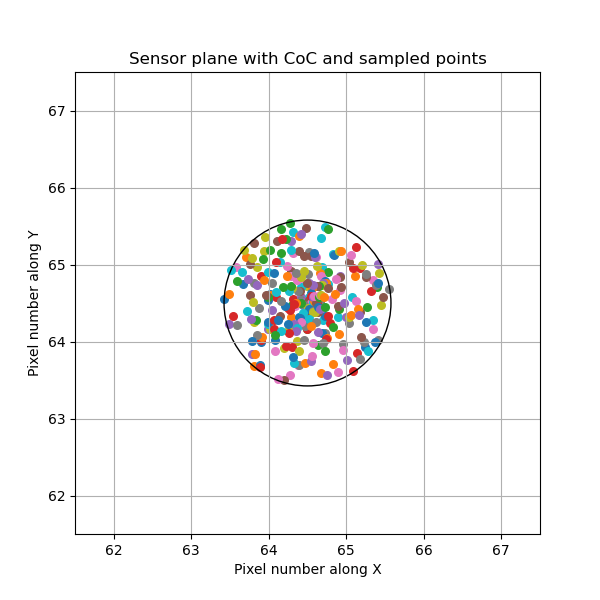 Sensor plane with CoC and sampled points
67
66
65
64
63
62
Pixel number along Y
62 63 64 65 66 67
Pixel number along X